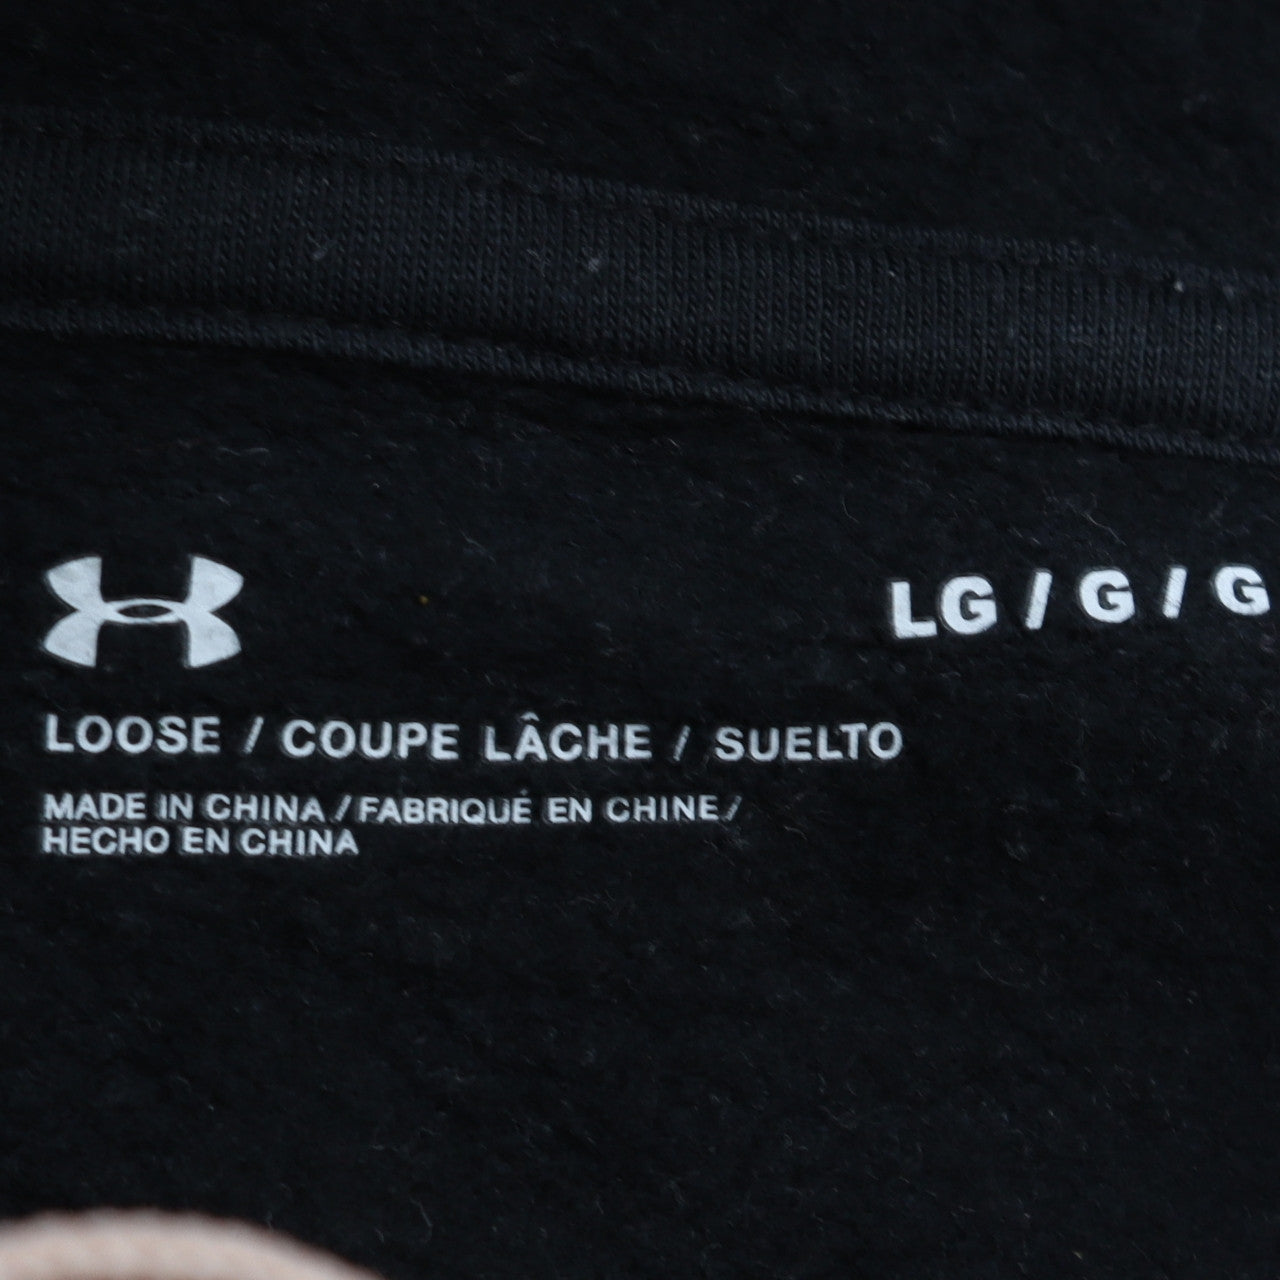 LG / G / G
LOOSE / COUPE LÂCHE / SUELTO
MADE IN CHINA / FABRIQUÉ EN CHINE /
HECHO EN CHINA